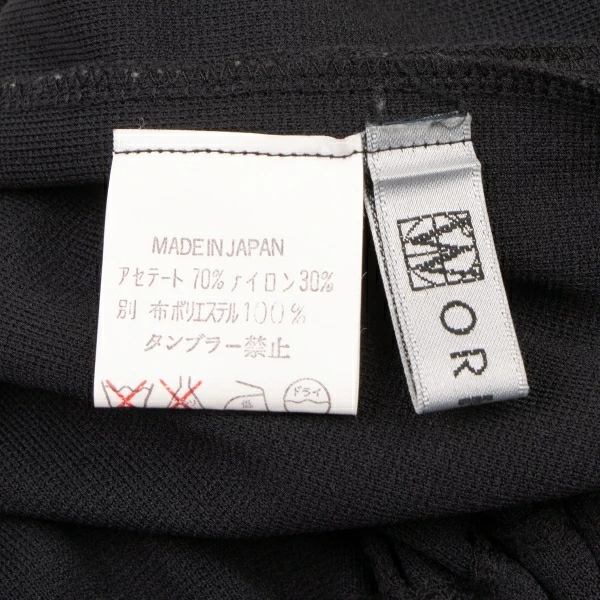 MADE IN JAPAN
アセテート 70% ナイロン 30%
別 布 ポリエステル 100%
タンブラー禁止
低 ドライ
W OR